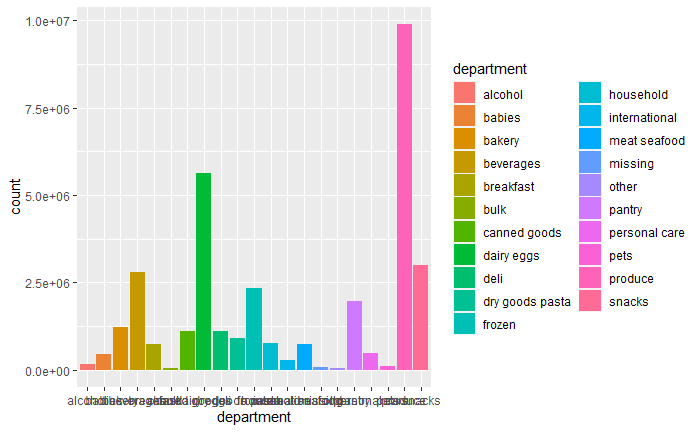 1.0e+07
7.5e+06
5.0e+06
2.5e+06
0.0e+00
count
department
department
alcohol
babies
bakery
beverages
breakfast
bulk
canned goods
dairy eggs
deli
dry goods pasta
frozen
household
international
meat seafood
missing
other
pantry
personal care
pets
produce
snacks